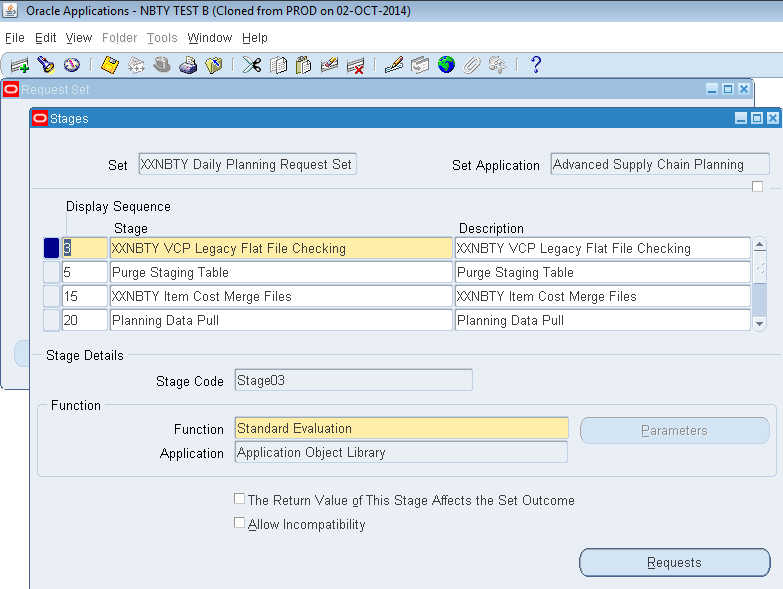 Oracle Applications - NBTY TEST B (Cloned from PROD on 02-OCT-2014)
File Edit View Folder Tools Window Help
Request Set
Stages
Set XXNBTY Daily Planning Request Set Set Application Advanced Supply Chain Planning
Display Sequence
Stage Description
3 XXNBTY VCP Legacy Flat File Checking XXNBTY VCP Legacy Flat File Checking
5 Purge Staging Table Purge Staging Table
15 XXNBTY Item Cost Merge Files XXNBTY Item Cost Merge Files
20 Planning Data Pull Planning Data Pull
Stage Details
Stage Code Stage03
Function
Function Standard Evaluation Parameters
Application Application Object Library
The Return Value of This Stage Affects the Set Outcome
Allow Incompatibility
Requests